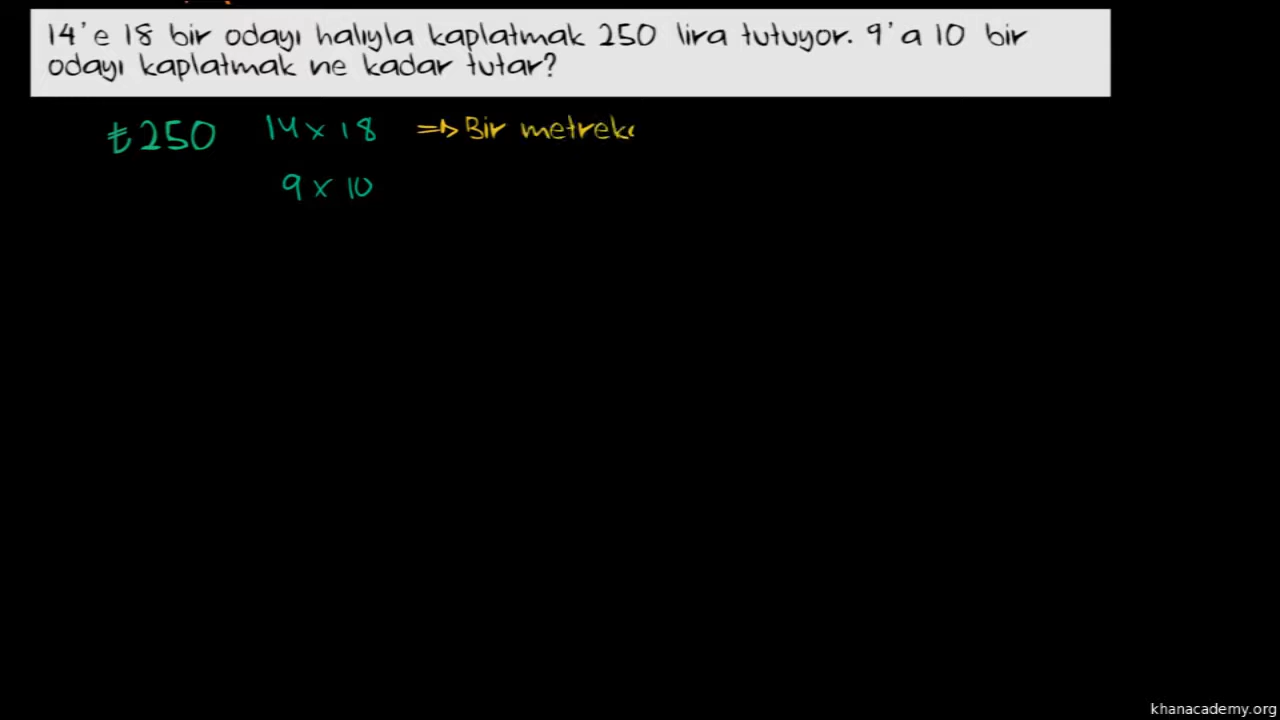 14'e 18 bir odayı halıyla kaplatmak 250 lira tutuyor. 9'a 10 bir
odayı kaplatmak ne kadar tutar?
₺250 14 x 18 => Bir metrek
9 x 10
khanacademy.org